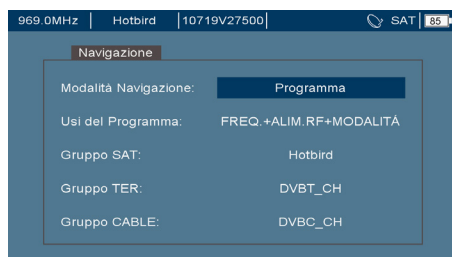 969.0MHz Hotbird 10719V27500 SAT 85
Navigazione
Modalità Navigazione: Programma
Usi del Programma: FREQ.+ALIM.RF+MODALITÁ
Gruppo SAT: Hotbird
Gruppo TER: DVBT_CH
Gruppo CABLE: DVBC_CH